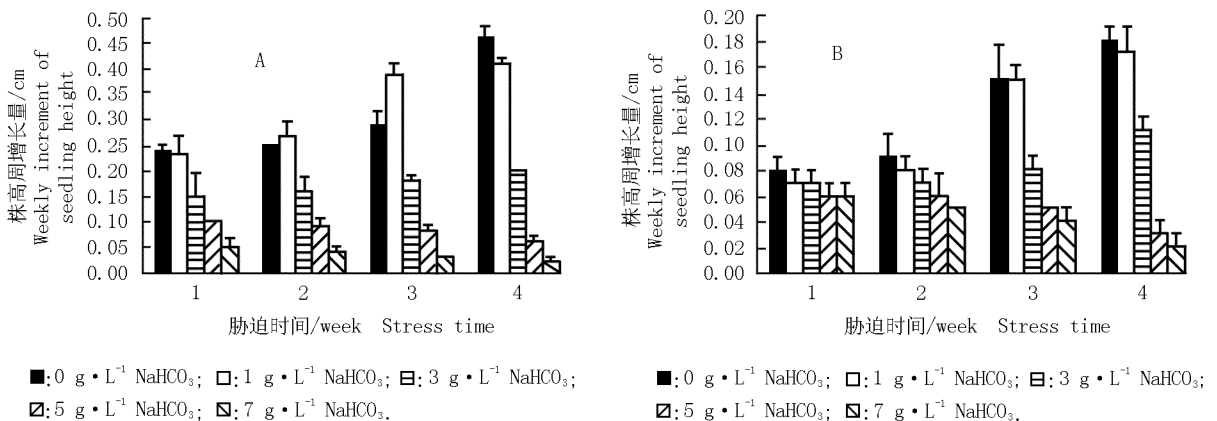 株高周增长量/cm
Weekly increment of
seedling height
0.50
0.45
0.40
0.35
0.30
0.25
0.20
0.15
0.10
0.05
0.00
A
1 2 3 4
胁迫时间/week Stress time
■:0 g·L⁻¹ NaHCO₃; □:1 g·L⁻¹ NaHCO₃; 3 g·L⁻¹ NaHCO₃;
5 g·L⁻¹ NaHCO₃; 7 g·L⁻¹ NaHCO₃.
株高周增长量/cm
Weekly increment of
seedling height
0.20
0.18
0.16
0.14
0.12
0.10
0.08
0.06
0.04
0.02
0.00
B
1 2 3 4
胁迫时间/week Stress time
■:0 g·L⁻¹ NaHCO₃; □:1 g·L⁻¹ NaHCO₃; 3 g·L⁻¹ NaHCO₃;
5 g·L⁻¹ NaHCO₃; 7 g·L⁻¹ NaHCO₃.